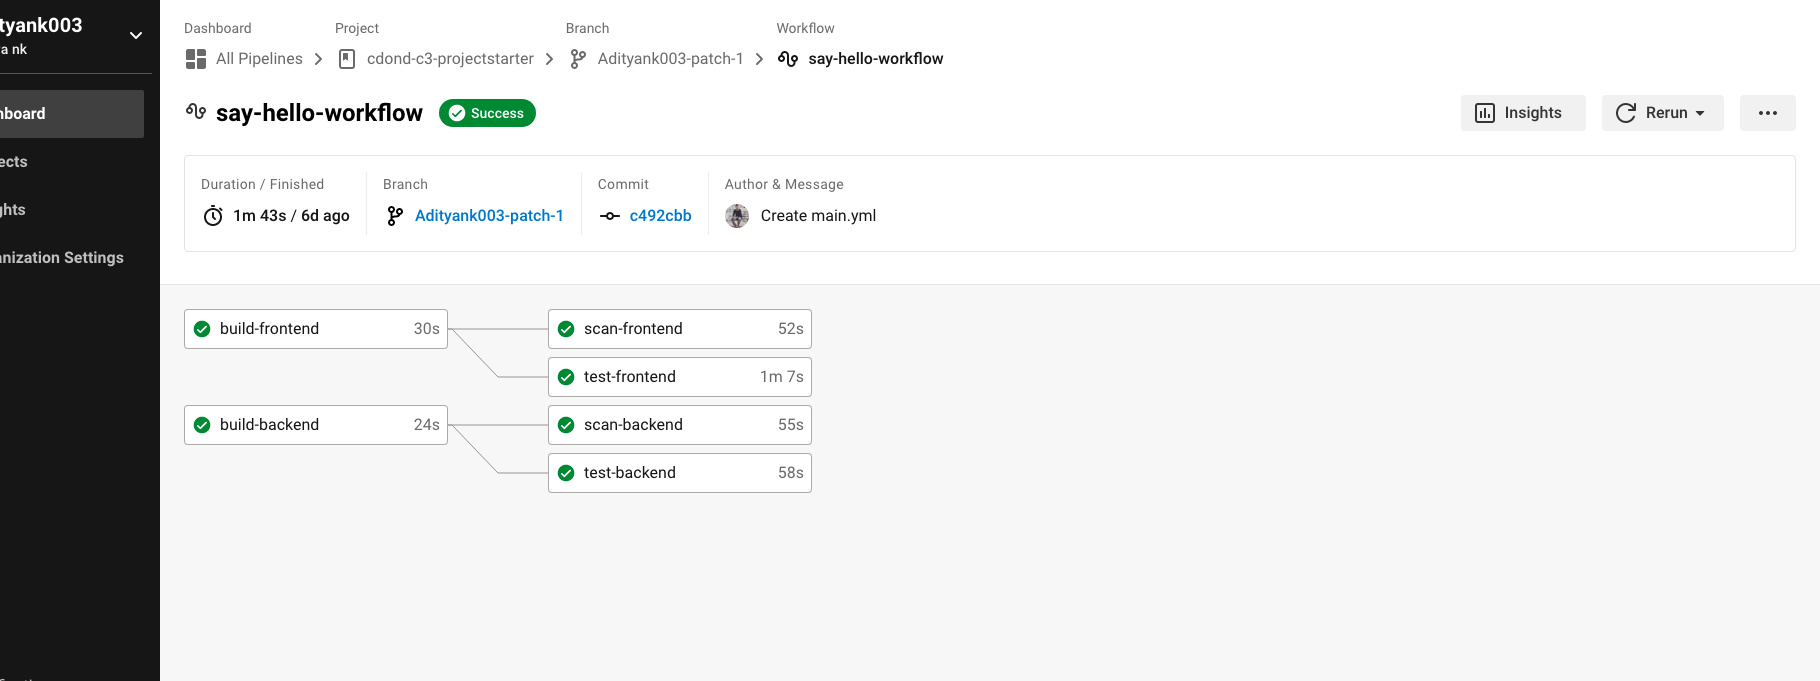 tyank003
a nk
board
ects
ghts
anization Settings
Dashboard
All Pipelines
Project
cdond-c3-projectstarter
Branch
Adityank003-patch-1
Workflow
say-hello-workflow
say-hello-workflow
Success
Insights
Rerun
Duration / Finished
1m 43s / 6d ago
Branch
Adityank003-patch-1
Commit
c492cbb
Author & Message
Create main.yml
build-frontend 30s
scan-frontend 52s
test-frontend 1m 7s
build-backend 24s
scan-backend 55s
test-backend 58s